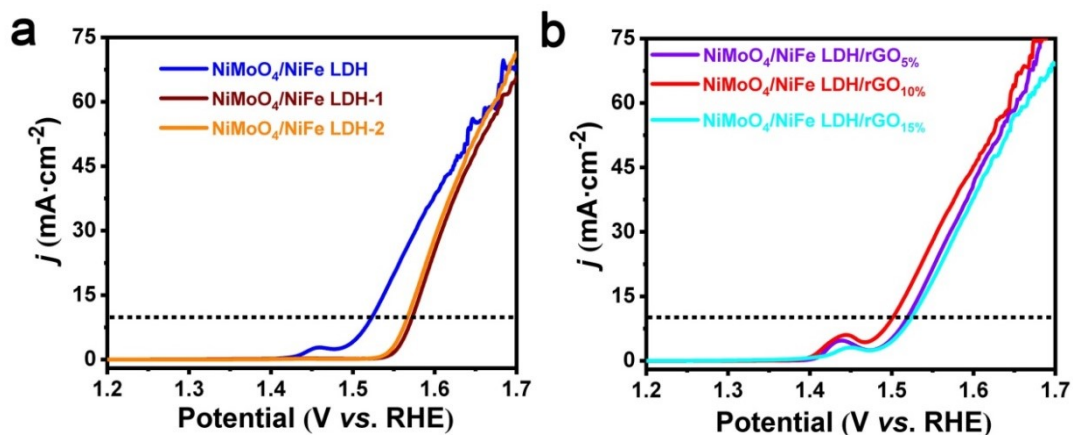 a
75
60
45
30
15
0
j (mA·cm⁻²)
NiMoO₄/NiFe LDH
NiMoO₄/NiFe LDH-1
NiMoO₄/NiFe LDH-2
1.2 1.3 1.4 1.5 1.6 1.7
Potential (V vs. RHE)
b
75
60
45
30
15
0
j (mA·cm⁻²)
NiMoO₄/NiFe LDH/rGO₅%
NiMoO₄/NiFe LDH/rGO₁₀%
NiMoO₄/NiFe LDH/rGO₁₅%
1.2 1.3 1.4 1.5 1.6 1.7
Potential (V vs. RHE)